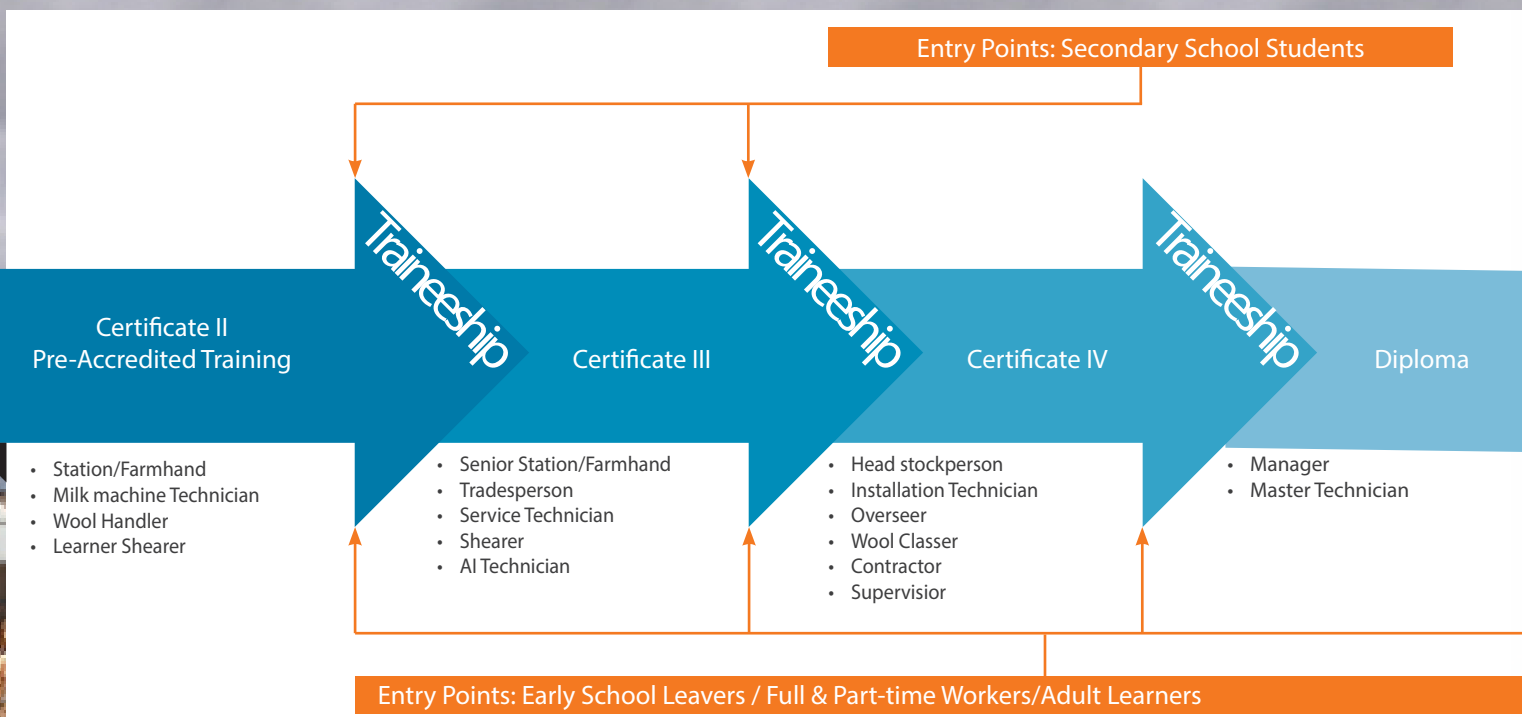 Entry Points: Secondary School Students
Traineeship
Traineeship
Traineeship
Certificate II
Pre-Accredited Training
Certificate III
Certificate IV
Diploma
• Station/Farmhand
• Milk machine Technician
• Wool Handler
• Learner Shearer
• Senior Station/Farmhand
• Tradesperson
• Service Technician
• Shearer
• AI Technician
• Head stockperson
• Installation Technician
• Overseer
• Wool Classer
• Contractor
• Supervisior
• Manager
• Master Technician
Entry Points: Early School Leavers / Full & Part-time Workers/Adult Learners